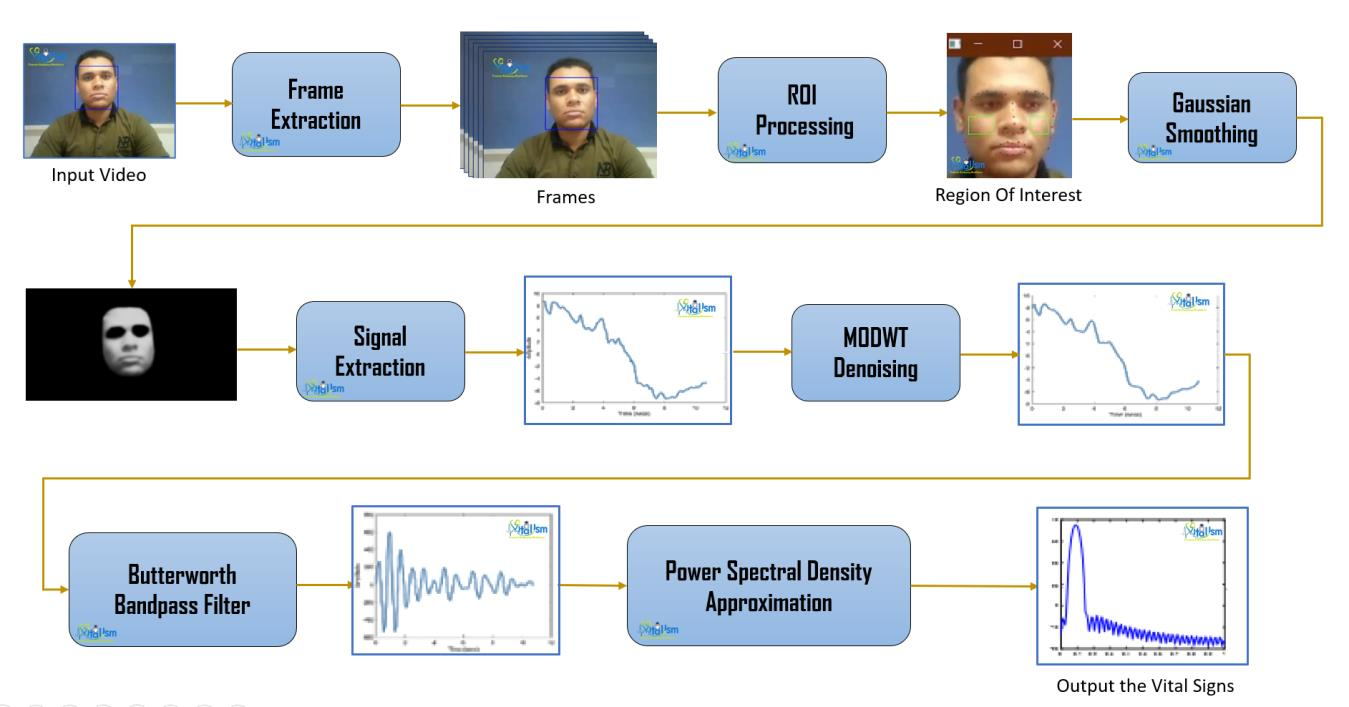 Frame
Extraction
ROI
Processing
Gaussian
Smoothing
Input Video
Frames
Region Of Interest
Signal
Extraction
MODWT
Denoising
Butterworth
Bandpass Filter
Power Spectral Density
Approximation
Output the Vital Signs